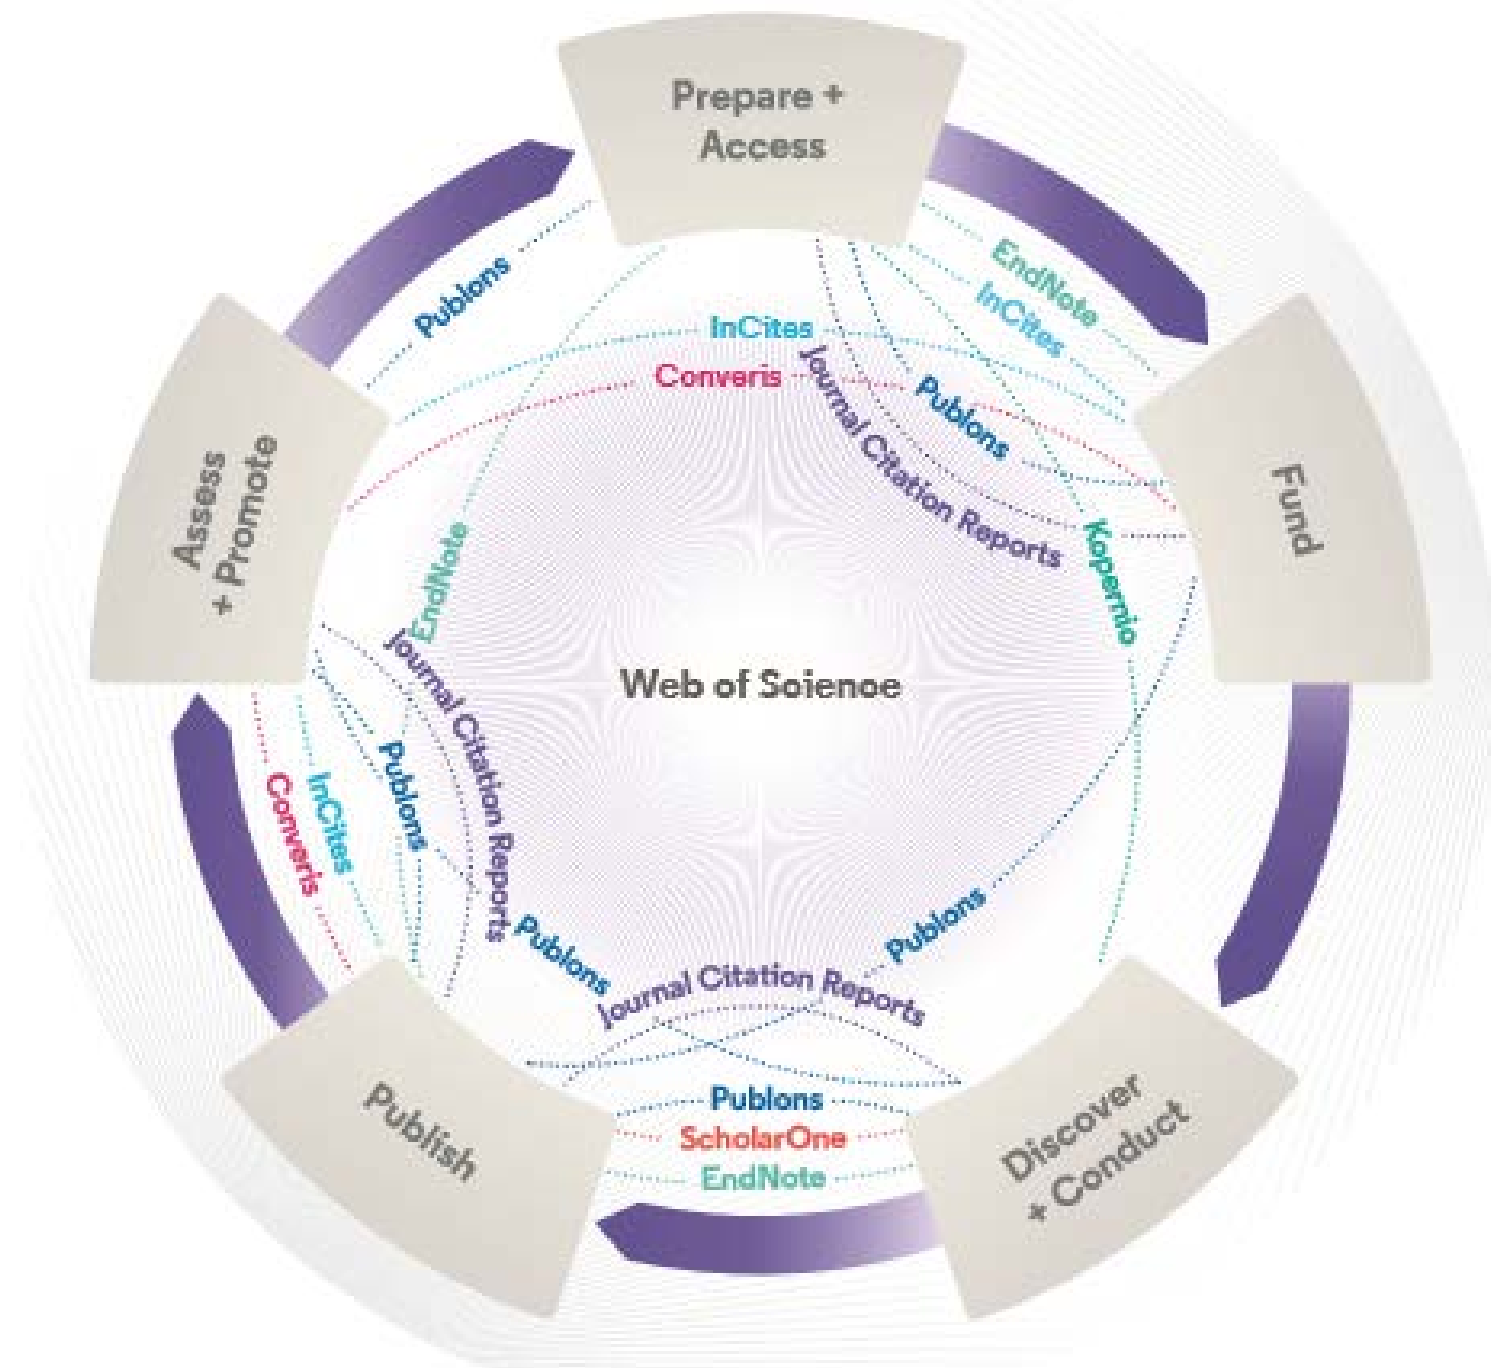 Prepare +
Access
EndNote
InCites
Publons
InCites
Converis
Publons
Journal Citation Reports
Fund
Kopernio
Assess
+ Promote
EndNote
Journal Citation Reports
Web of Science
Publons
InCites
Converis
Publons
Publons
Journal Citation Reports
Publons
ScholarOne
EndNote
Publish
Discover
+ Conduct